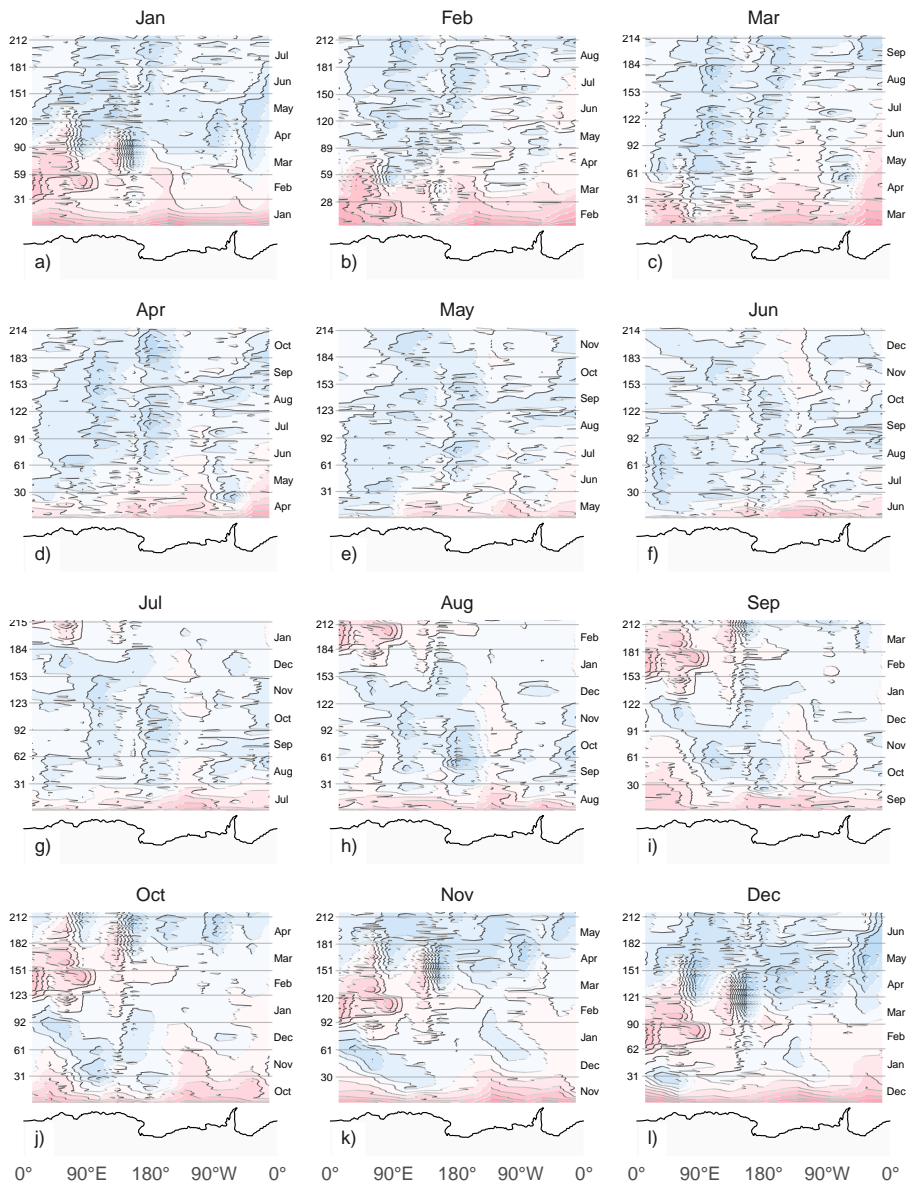 Jan
212
181
151
120
90
59
31
Jul
Jun
May
Apr
Mar
Feb
Jan
a)
Feb
212
181
150
120
89
59
28
Aug
Jul
Jun
May
Apr
Mar
Feb
b)
Mar
214
184
153
122
92
61
31
Sep
Aug
Jul
Jun
May
Apr
Mar
c)
Apr
214
183
153
122
91
61
30
Oct
Sep
Aug
Jul
Jun
May
Apr
d)
May
214
184
153
123
92
61
31
Nov
Oct
Sep
Aug
Jul
Jun
May
e)
Jun
214
183
153
122
91
61
30
Dec
Nov
Oct
Sep
Aug
Jul
Jun
f)
Jul
215
184
153
123
92
62
31
Jan
Dec
Nov
Oct
Sep
Aug
Jul
g)
Aug
212
184
153
122
92
61
31
Feb
Jan
Dec
Nov
Oct
Sep
Aug
h)
Sep
212
181
153
122
91
61
30
Mar
Feb
Jan
Dec
Nov
Oct
Sep
i)
Oct
212
182
151
123
92
61
31
Apr
Mar
Feb
Jan
Dec
Nov
Oct
j)
Nov
212
181
151
120
92
61
30
May
Apr
Mar
Feb
Jan
Dec
Nov
k)
Dec
212
182
151
121
90
62
31
Jun
May
Apr
Mar
Feb
Jan
Dec
l)
0° 90°E 180° 90°W 0°
0° 90°E 180° 90°W 0°
0° 90°E 180° 90°W 0°